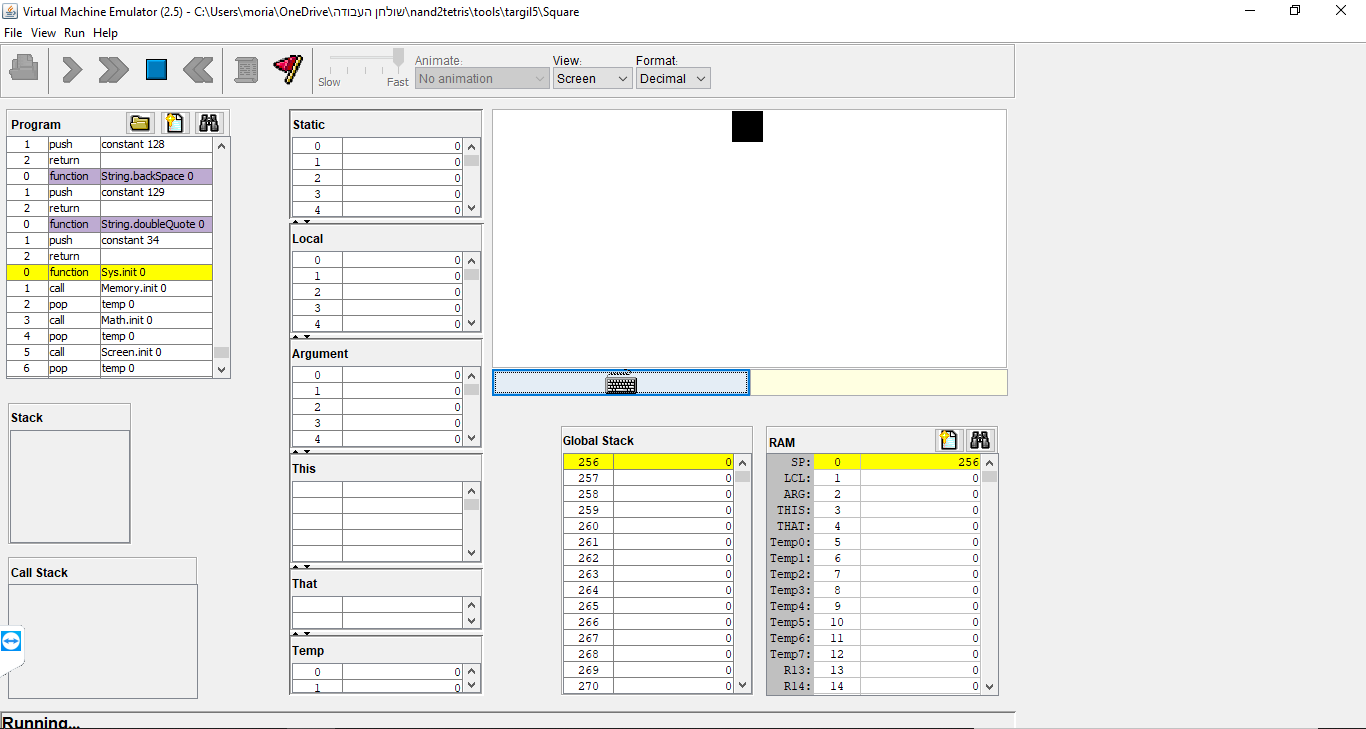 Virtual Machine Emulator (2.5) - C:\Users\moria\OneDrive\שולחן העבודה\nand2tetris\tools\targil5\Square
File View Run Help
Slow Fast
Animate:
No animation
View:
Screen
Format:
Decimal
Program
1 push constant 128
2 return
0 function String.backSpace 0
1 push constant 129
2 return
0 function String.doubleQuote 0
1 push constant 34
2 return
0 function Sys.init 0
1 call Memory.init 0
2 pop temp 0
3 call Math.init 0
4 pop temp 0
5 call Screen.init 0
6 pop temp 0
Stack
Call Stack
Static
0 0
1 0
2 0
3 0
4 0
Local
0 0
1 0
2 0
3 0
4 0
Argument
0 0
1 0
2 0
3 0
4 0
This
That
Temp
0 0
1 0
Global Stack
256 0
257 0
258 0
259 0
260 0
261 0
262 0
263 0
264 0
265 0
266 0
267 0
268 0
269 0
270 0
RAM
SP: 0 256
LCL: 1 0
ARG: 2 0
THIS: 3 0
THAT: 4 0
Temp0: 5 0
Temp1: 6 0
Temp2: 7 0
Temp3: 8 0
Temp4: 9 0
Temp5: 10 0
Temp6: 11 0
Temp7: 12 0
R13: 13 0
R14: 14 0
Running...